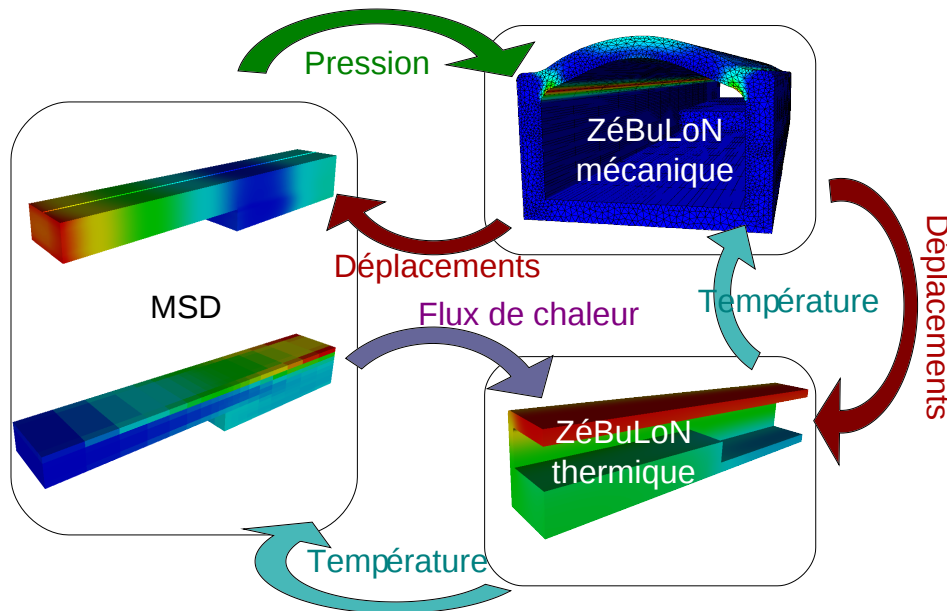 Pression
ZéBuLoN
mécanique
Déplacements
Déplacements
MSD
Température
Flux de chaleur
ZéBuLoN
thermique
Température